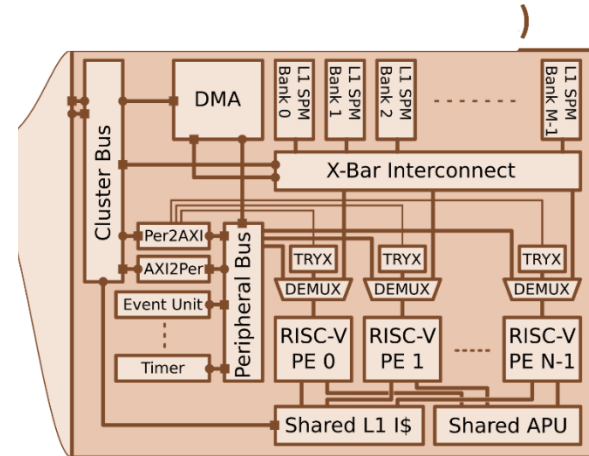 Cluster Bus
DMA
L1 SPM
Bank 0
L1 SPM
Bank 1
L1 SPM
Bank 2
L1 SPM
Bank M-1
X-Bar Interconnect
Per2AXI
AXI2Per
Event Unit
Timer
Peripheral Bus
TRYX
TRYX
TRYX
DEMUX
DEMUX
DEMUX
RISC-V
PE 0
RISC-V
PE 1
RISC-V
PE N-1
Shared L1 I$
Shared APU